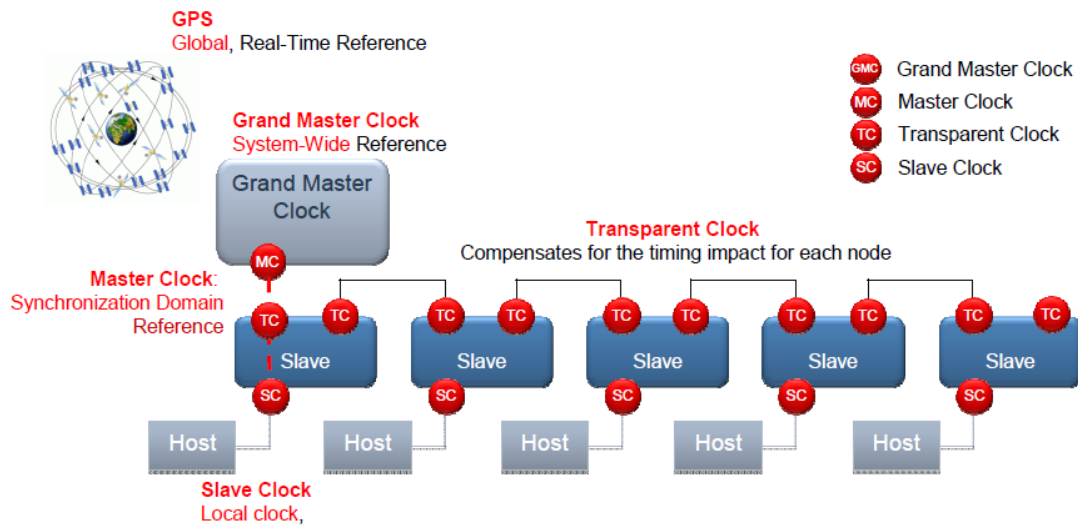 GPS
Global, Real-Time Reference
GMC Grand Master Clock
MC Master Clock
TC Transparent Clock
SC Slave Clock
Grand Master Clock
System-Wide Reference
Grand Master
Clock
MC
Transparent Clock
Compensates for the timing impact for each node
Master Clock:
Synchronization Domain
Reference
TC TC TC TC TC TC TC TC TC TC
Slave Slave Slave Slave Slave
SC SC SC SC SC
Host Host Host Host Host
Slave Clock
Local clock,